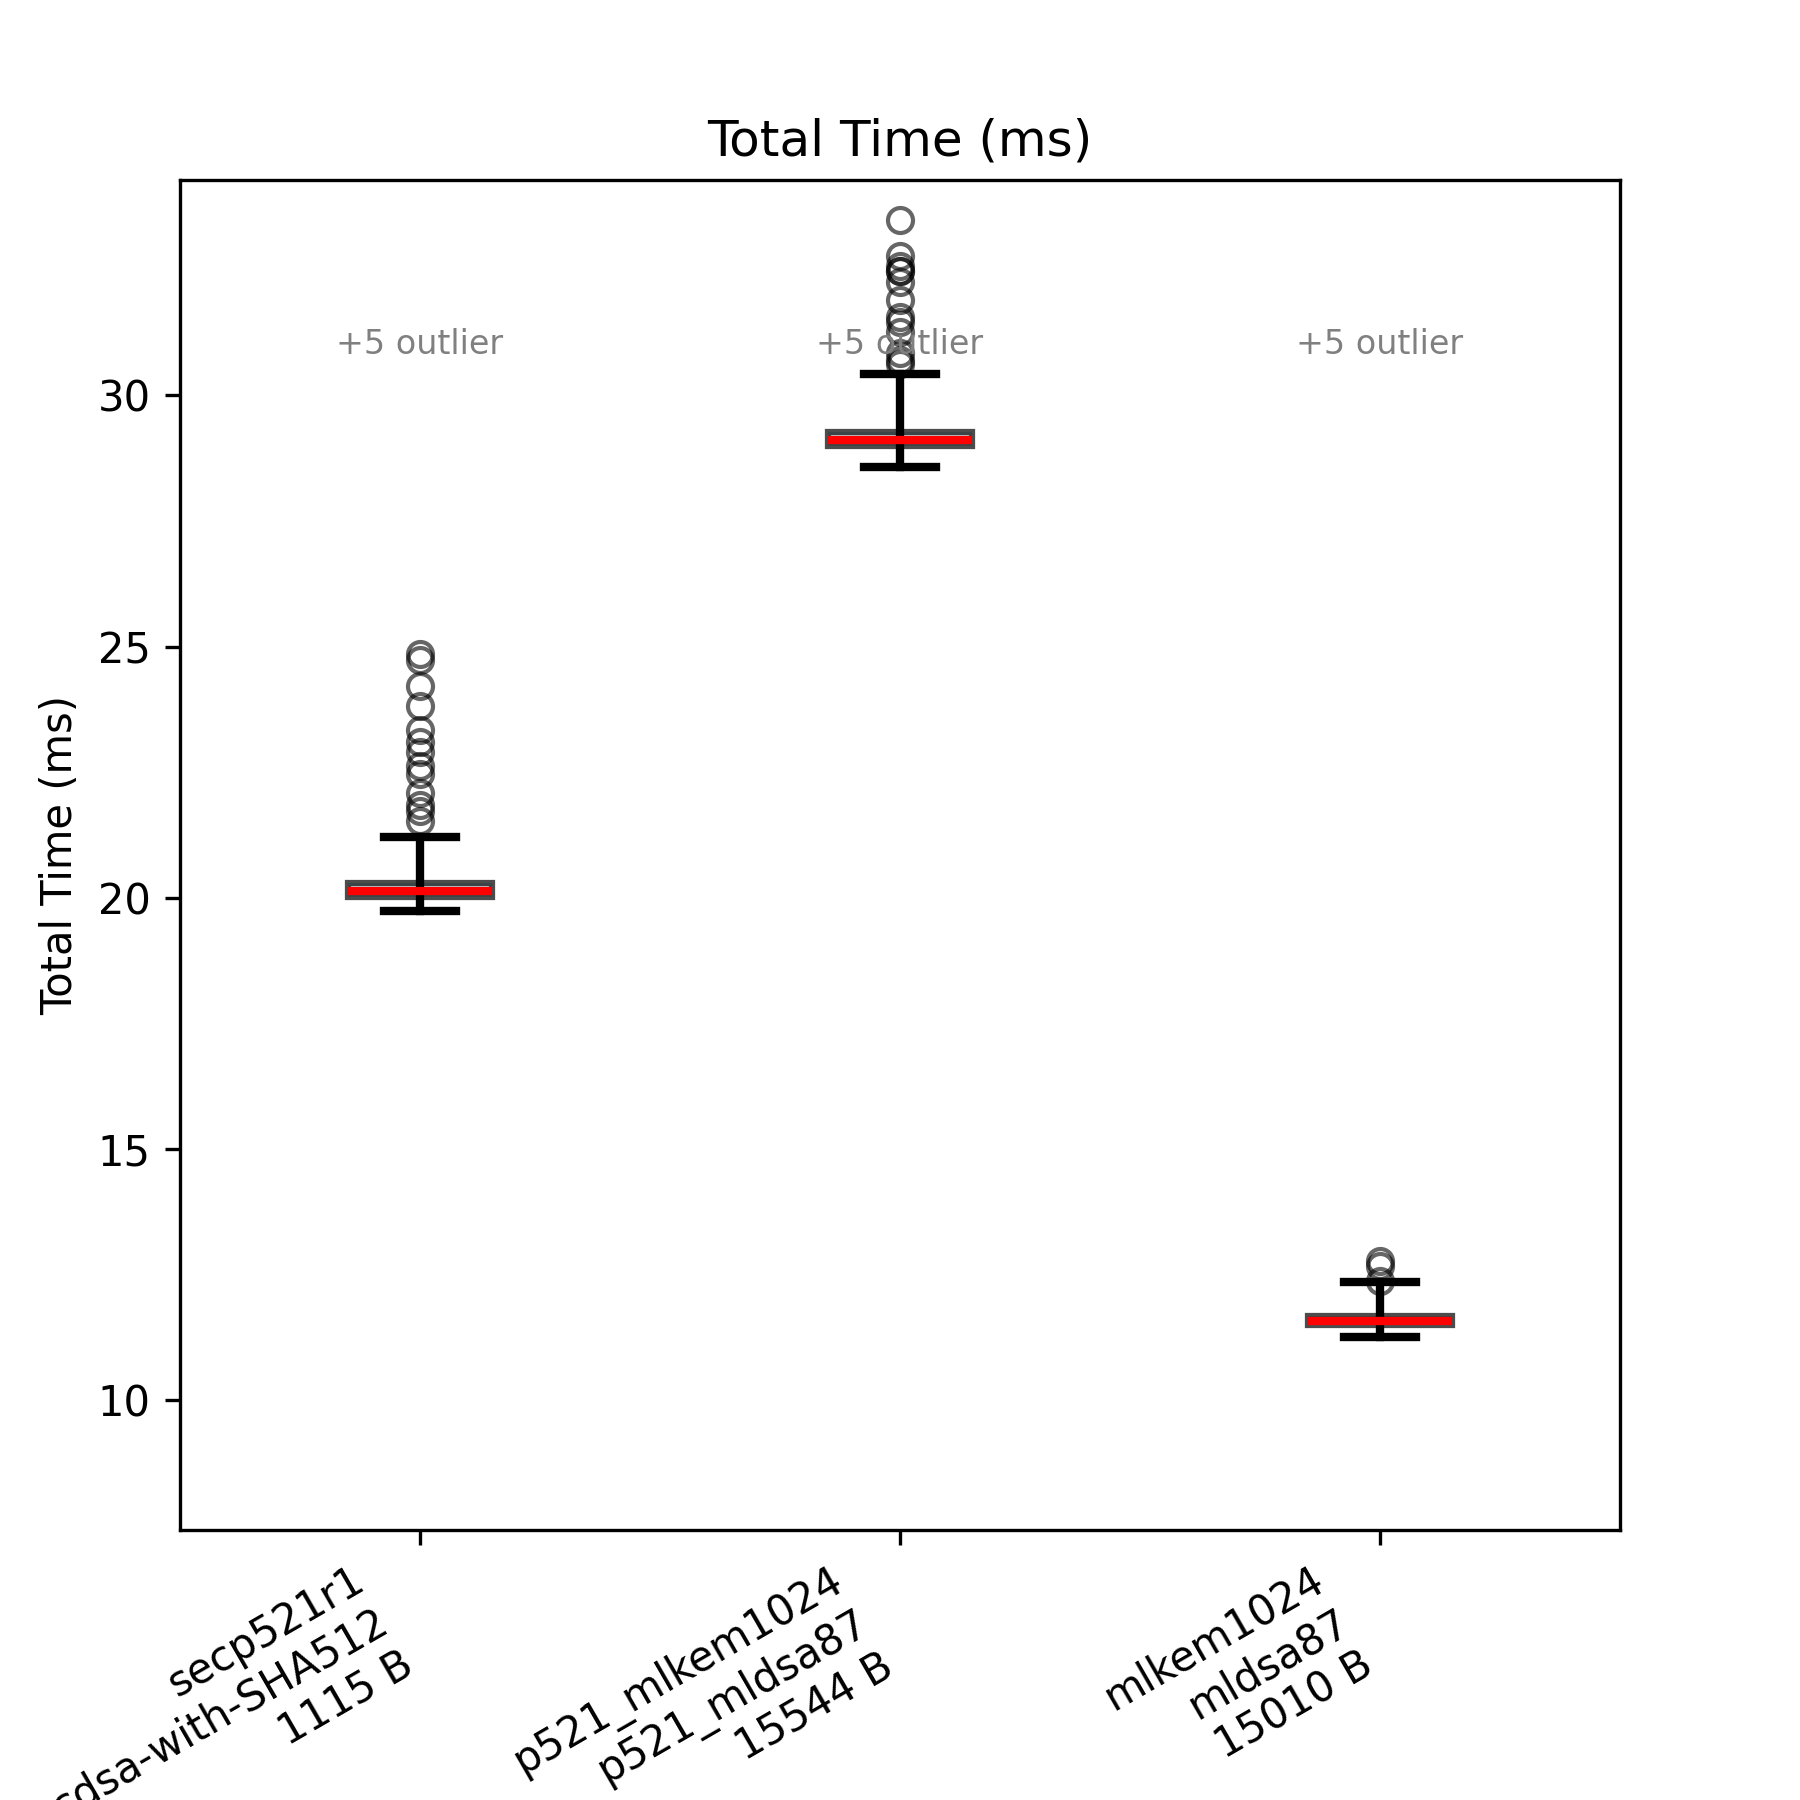 Total Time (ms)
+5 outlier
+5 outlier
+5 outlier
Total Time (ms)
30
25
20
15
10
secp521r1
cdsa-with-SHA512
1115 B
p521_mlkem1024
p521_mldsa87
15544 B
mlkem1024
mldsa87
15010 B